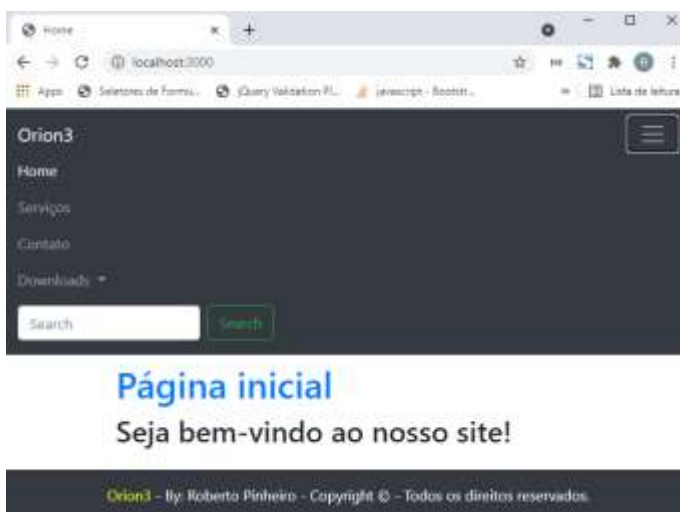 Home
localhost:3000
Apps Seletores de Formu... jQuery Validation Pl... javascript - Bootstr... Lista de leitura
Orion3
Home
Serviços
Contato
Downloads
Search Search
Página inicial
Seja bem-vindo ao nosso site!
Orion3 - By: Roberto Pinheiro - Copyright © - Todos os direitos reservados.